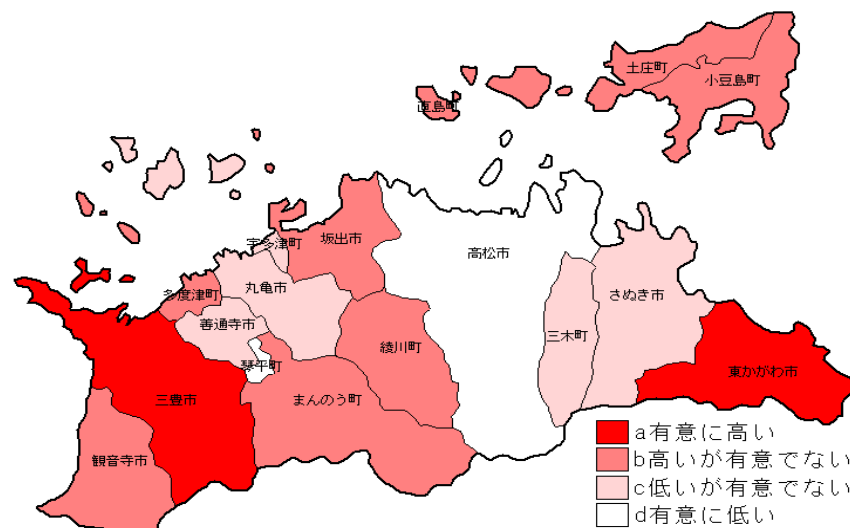 土庄町
小豆島町
直島町
宇多津町
坂出市
高松市
多度津町
丸亀市
さぬき市
善通寺市
三木町
綾川町
琴平町
東かがわ市
三豊市
まんのう町
観音寺市
a有意に高い
b高いが有意でない
c低いが有意でない
d有意に低い